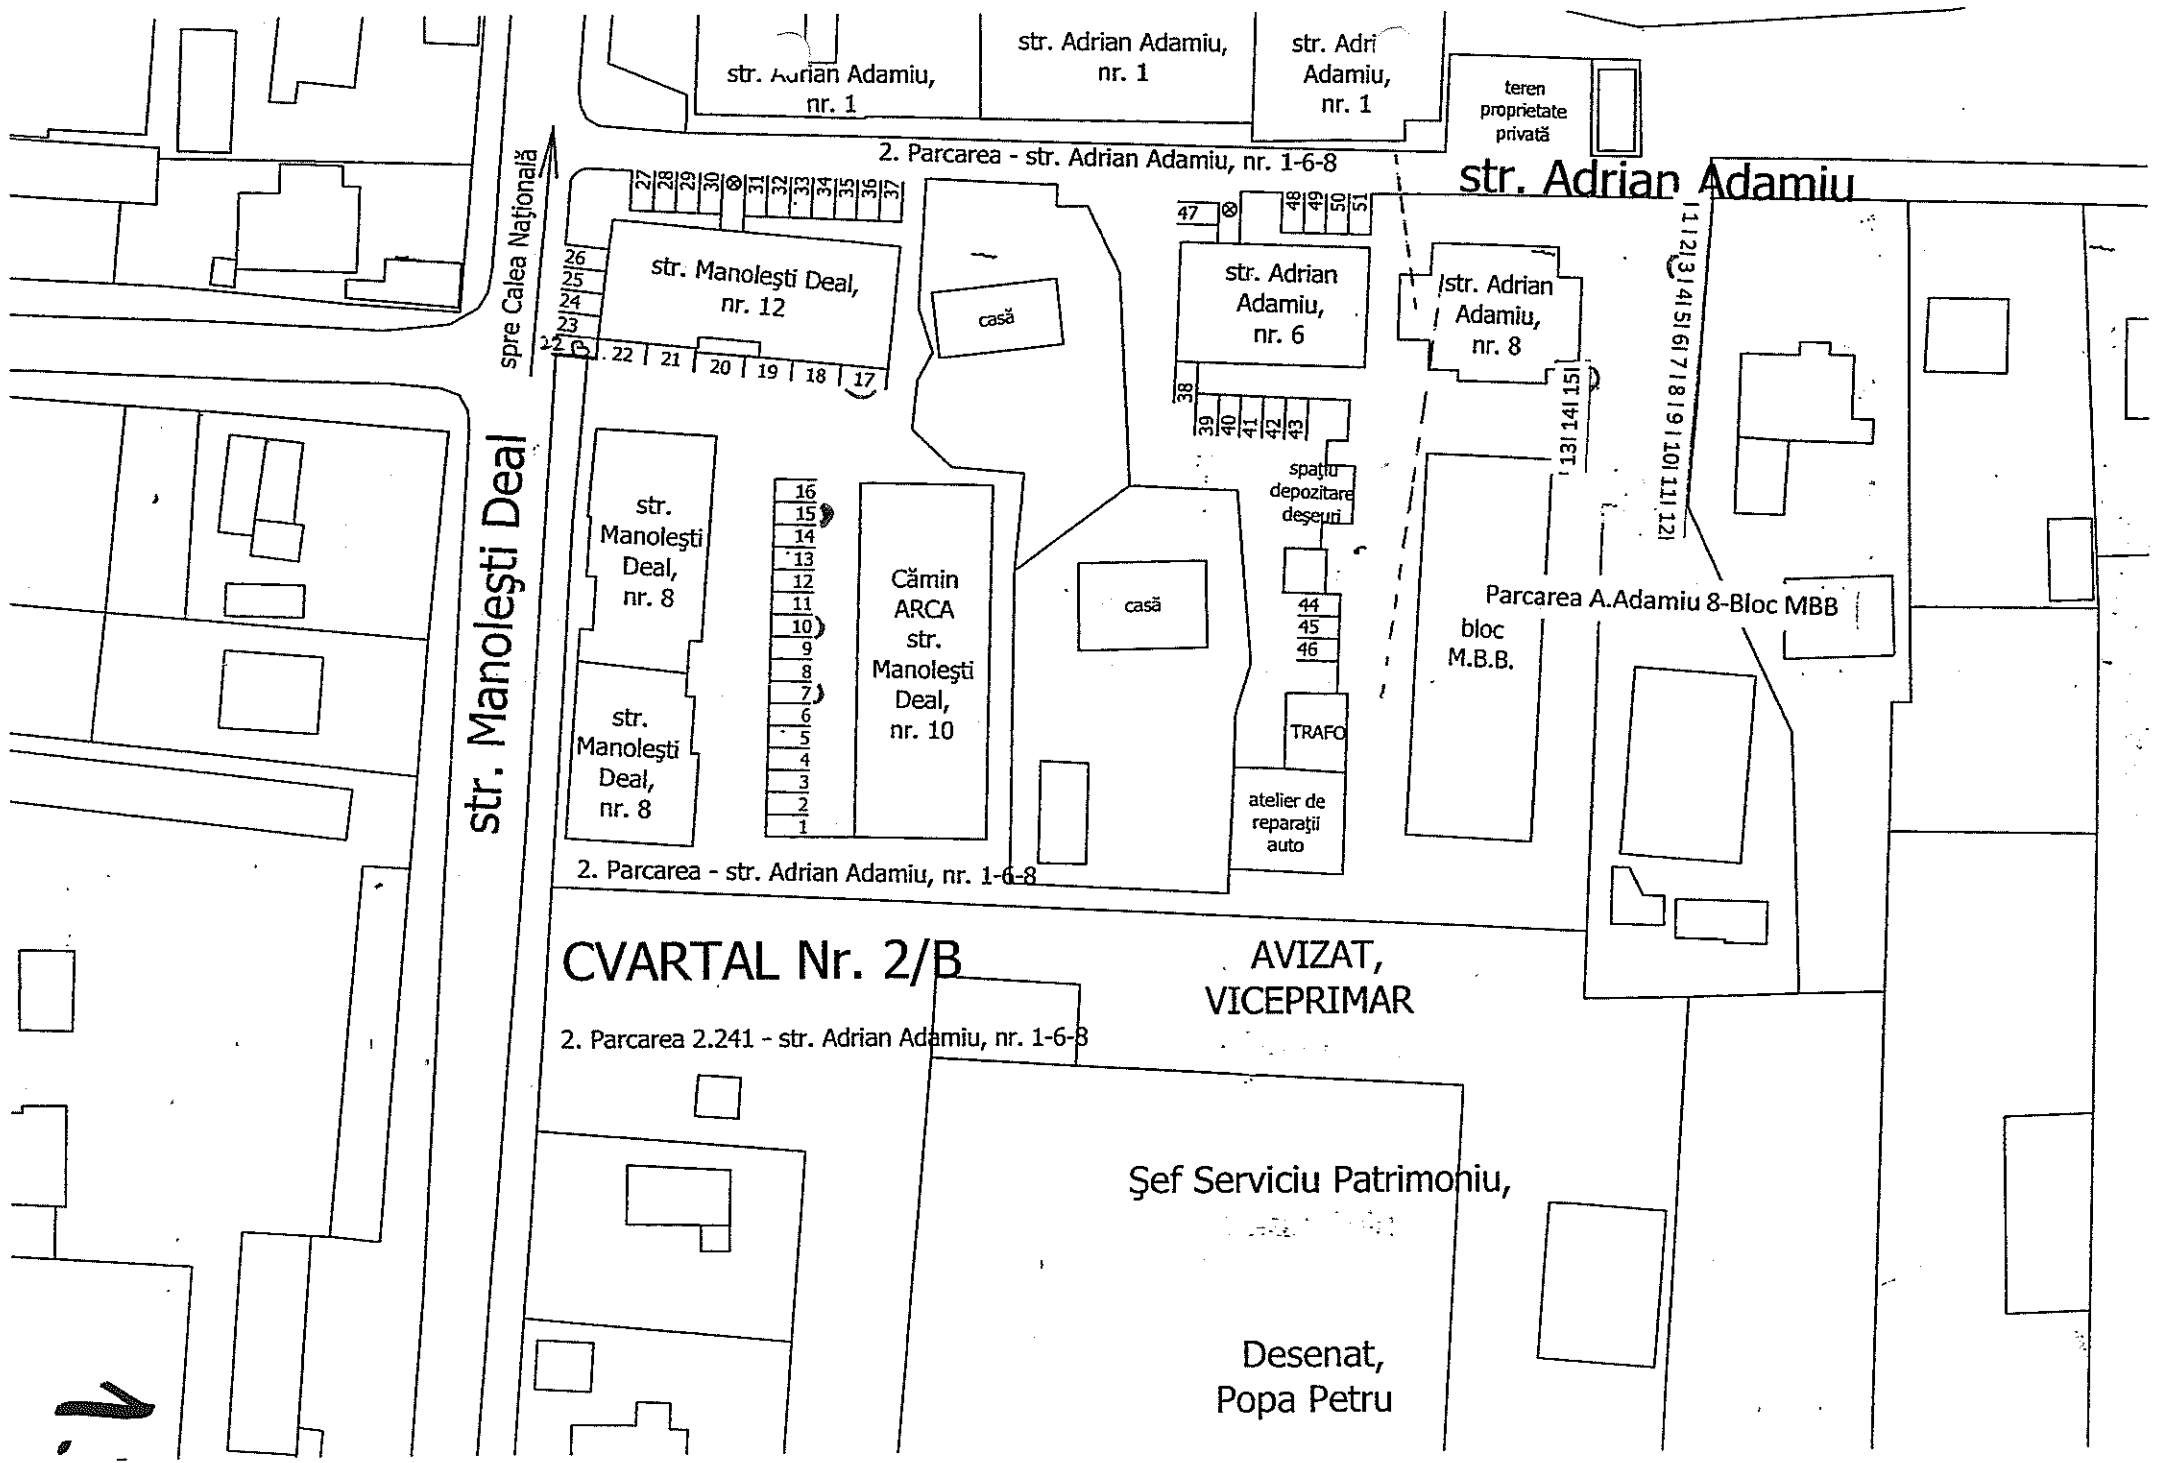 str. Adrian Adamiu,
nr. 1
str. Adrian Adamiu,
nr. 1
str. Adri
Adamiu,
nr. 1
teren
proprietate
privată
2. Parcarea - str. Adrian Adamiu, nr. 1-6-8
str. Adrian Adamiu
spre Calea Naţională
27
28
29
30
31
32
33
34
35
36
37
47
48
49
50
51
26
25
24
23
22
str. Manoleşti Deal,
nr. 12
22
21
20
19
18
17
casă
str. Adrian
Adamiu,
nr. 6
str. Adrian
Adamiu,
nr. 8
1
2
3
4
5
6
7
8
9
10
11
12
13
14
15
38
39
40
41
42
43
spaţiu
depozitare
deşeuri
str. Manoleşti Deal
str.
Manoleşti
Deal,
nr. 8
str.
Manoleşti
Deal,
nr. 8
16
15
14
13
12
11
10
9
8
7
6
5
4
3
2
1
Cămin
ARCA
str.
Manoleşti
Deal,
nr. 10
casă
44
45
46
TRAFO
atelier de
reparaţii
auto
bloc
M.B.B.
Parcarea A.Adamiu 8-Bloc MBB
2. Parcarea - str. Adrian Adamiu, nr. 1-6-8
CVARTAL Nr. 2/B
2. Parcarea 2.241 - str. Adrian Adamiu, nr. 1-6-8
AVIZAT,
VICEPRIMAR
Şef Serviciu Patrimoniu,
Desenat,
Popa Petru